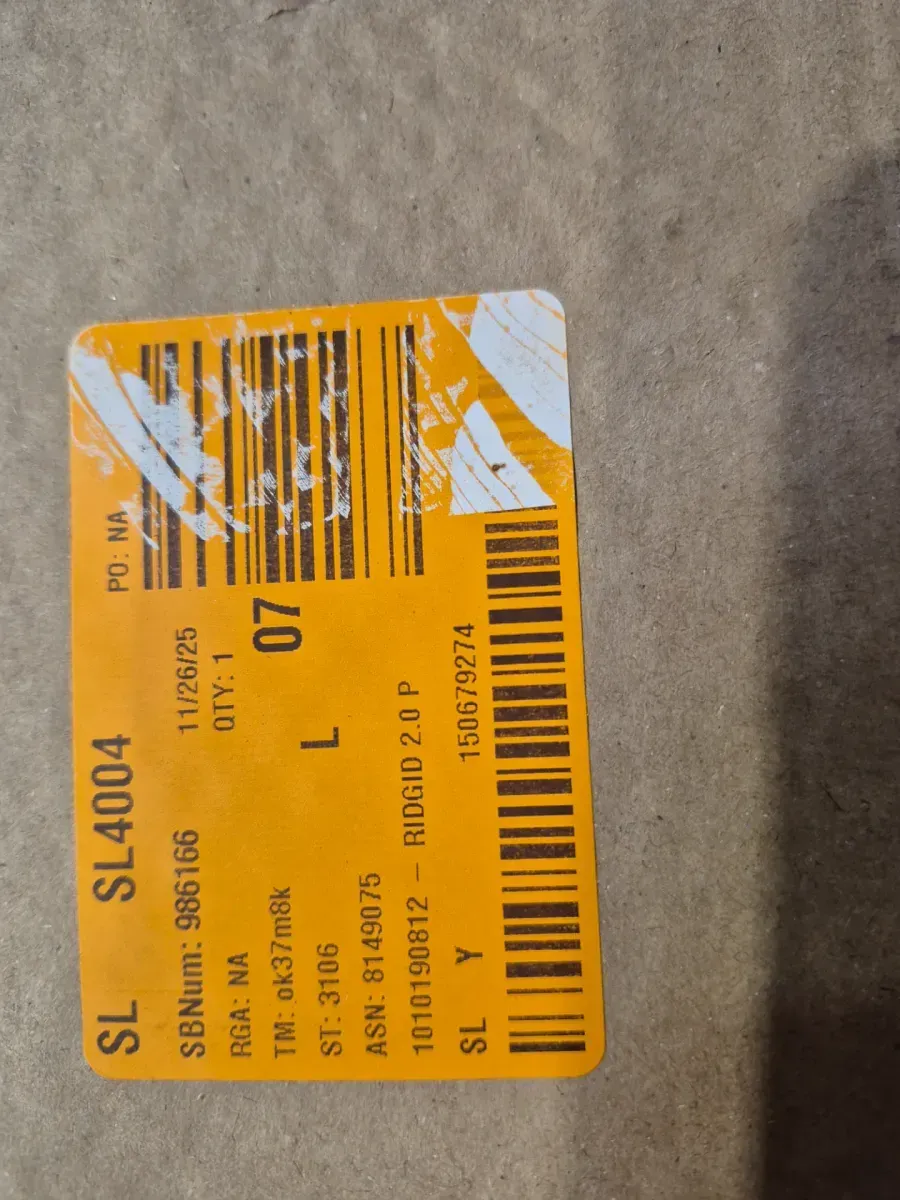 SL SL4004 PO: NA
SBNum: 986166 11/26/25
RGA: NA QTY: 1
TM: ok37m8k 07
ST: 3106 L
ASN: 8149075
1010190812 – RIDGID 2.0 P
SL Y 150679274